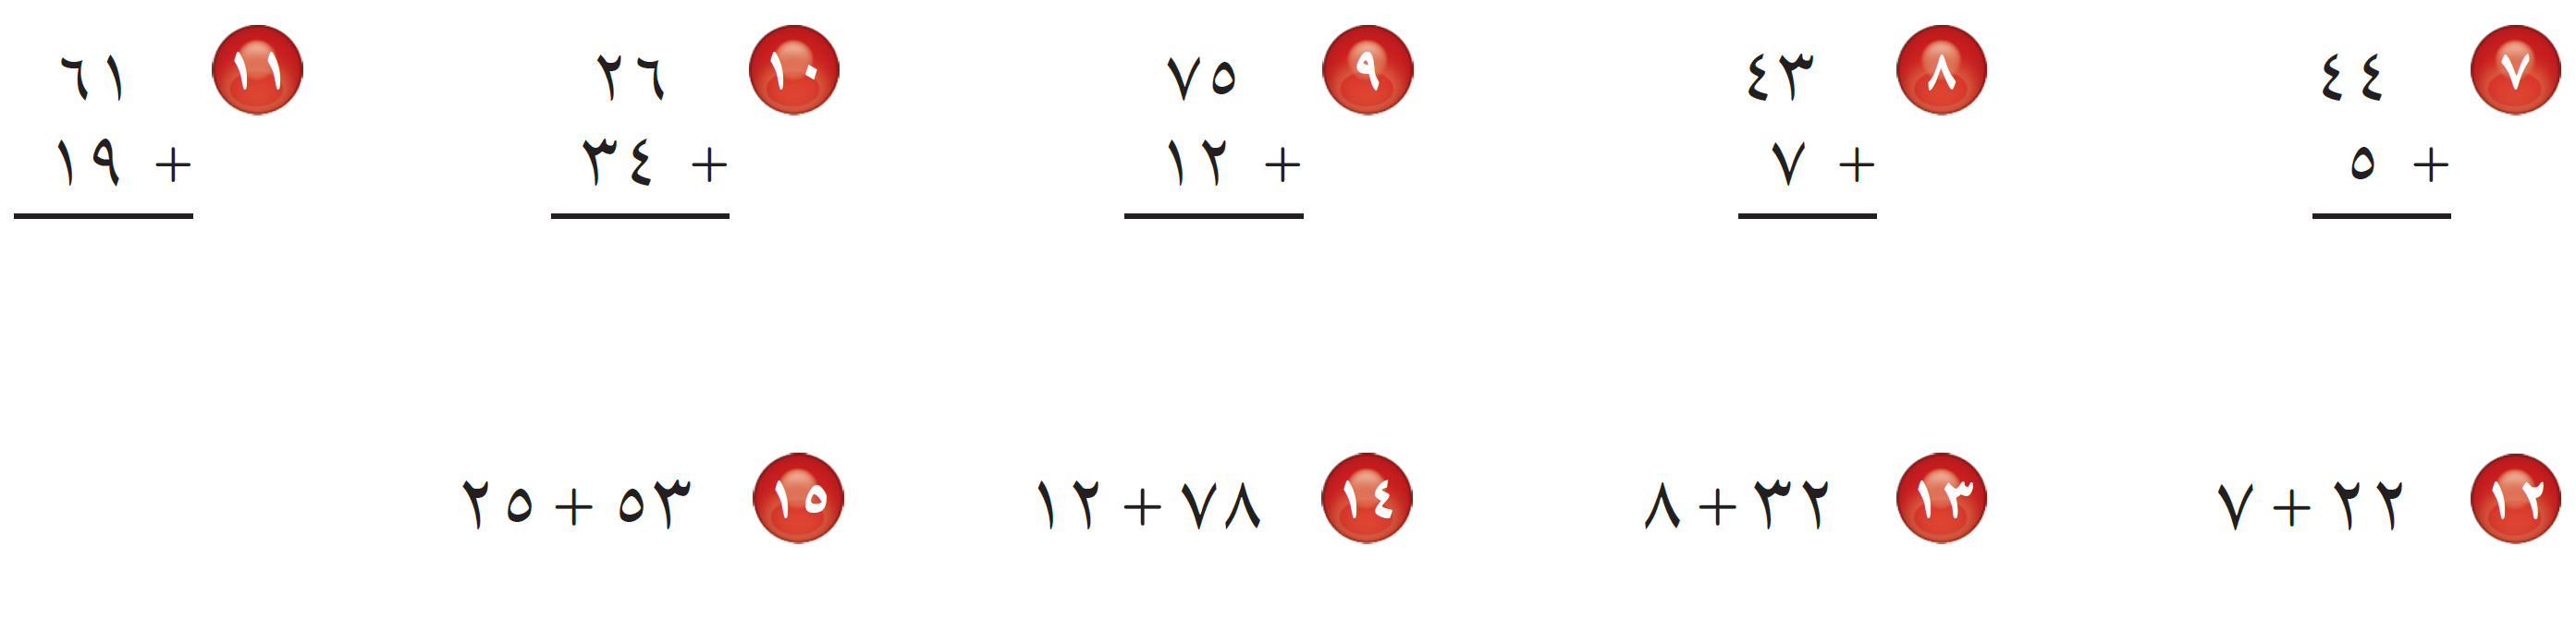 ٧ ٤٤ ٨ ٤٣ ٩ ٧٥ ١٠ ٢٦ ١١ ٦١
+ ٥ + ٧ + ١٢ + ٣٤ + ١٩
١٢ ٢٢ + ٧ ١٣ ٣٢ + ٨ ١٤ ٧٨ + ١٢ ١٥ ٥٣ + ٢٥